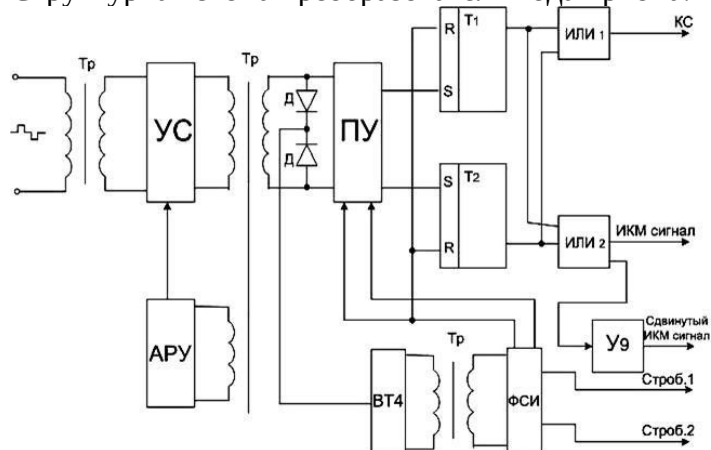 КС
Тр
Тр
УС
Д
Д
ПУ
R
T1
S
ИЛИ 1
S
T2
R
ИЛИ 2
ИКМ сигнал
АРУ
Тр
ВТ4
ФСИ
У9
Сдвинутый
ИКМ сигнал
Строб.1
Строб.2